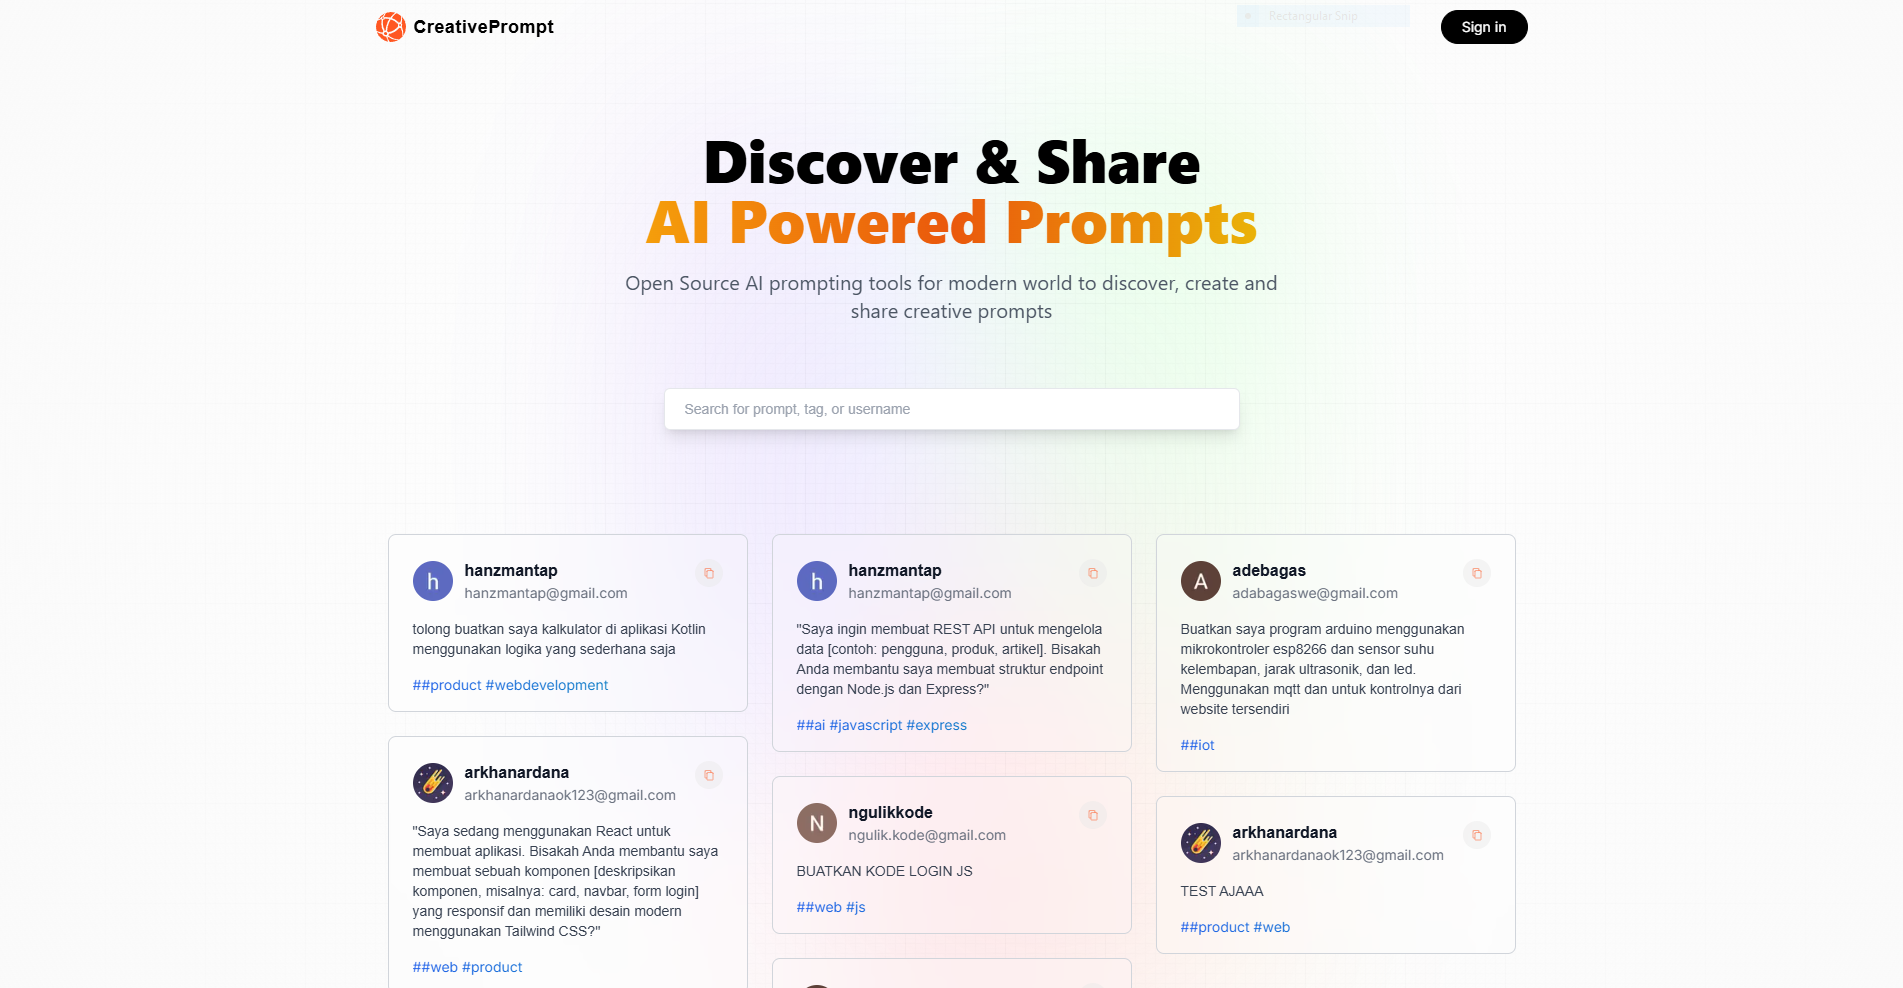 CreativePrompt
Rectangular Snip
Sign in
Discover & Share
AI Powered Prompts
Open Source AI prompting tools for modern world to discover, create and
share creative prompts
Search for prompt, tag, or username
h
hanzmantap
hanzmantap@gmail.com
tolong buatkan saya kalkulator di aplikasi Kotlin
menggunakan logika yang sederhana saja
##product #webdevelopment
arkhanardana
arkhanardanaok123@gmail.com
"Saya sedang menggunakan React untuk
membuat aplikasi. Bisakah Anda membantu saya
membuat sebuah komponen [deskripsikan
komponen, misalnya: card, navbar, form login]
yang responsif dan memiliki desain modern
menggunakan Tailwind CSS?"
##web #product
h
hanzmantap
hanzmantap@gmail.com
"Saya ingin membuat REST API untuk mengelola
data [contoh: pengguna, produk, artikel]. Bisakah
Anda membantu saya membuat struktur endpoint
dengan Node.js dan Express?"
##ai #javascript #express
N
ngulikkode
ngulik.kode@gmail.com
BUATKAN KODE LOGIN JS
##web #js
A
adebagas
adabagaswe@gmail.com
Buatkan saya program arduino menggunakan
mikrokontroler esp8266 dan sensor suhu
kelembapan, jarak ultrasonik, dan led.
Menggunakan mqtt dan untuk kontrolnya dari
website tersendiri
##iot
arkhanardana
arkhanardanaok123@gmail.com
TEST AJAAA
##product #web